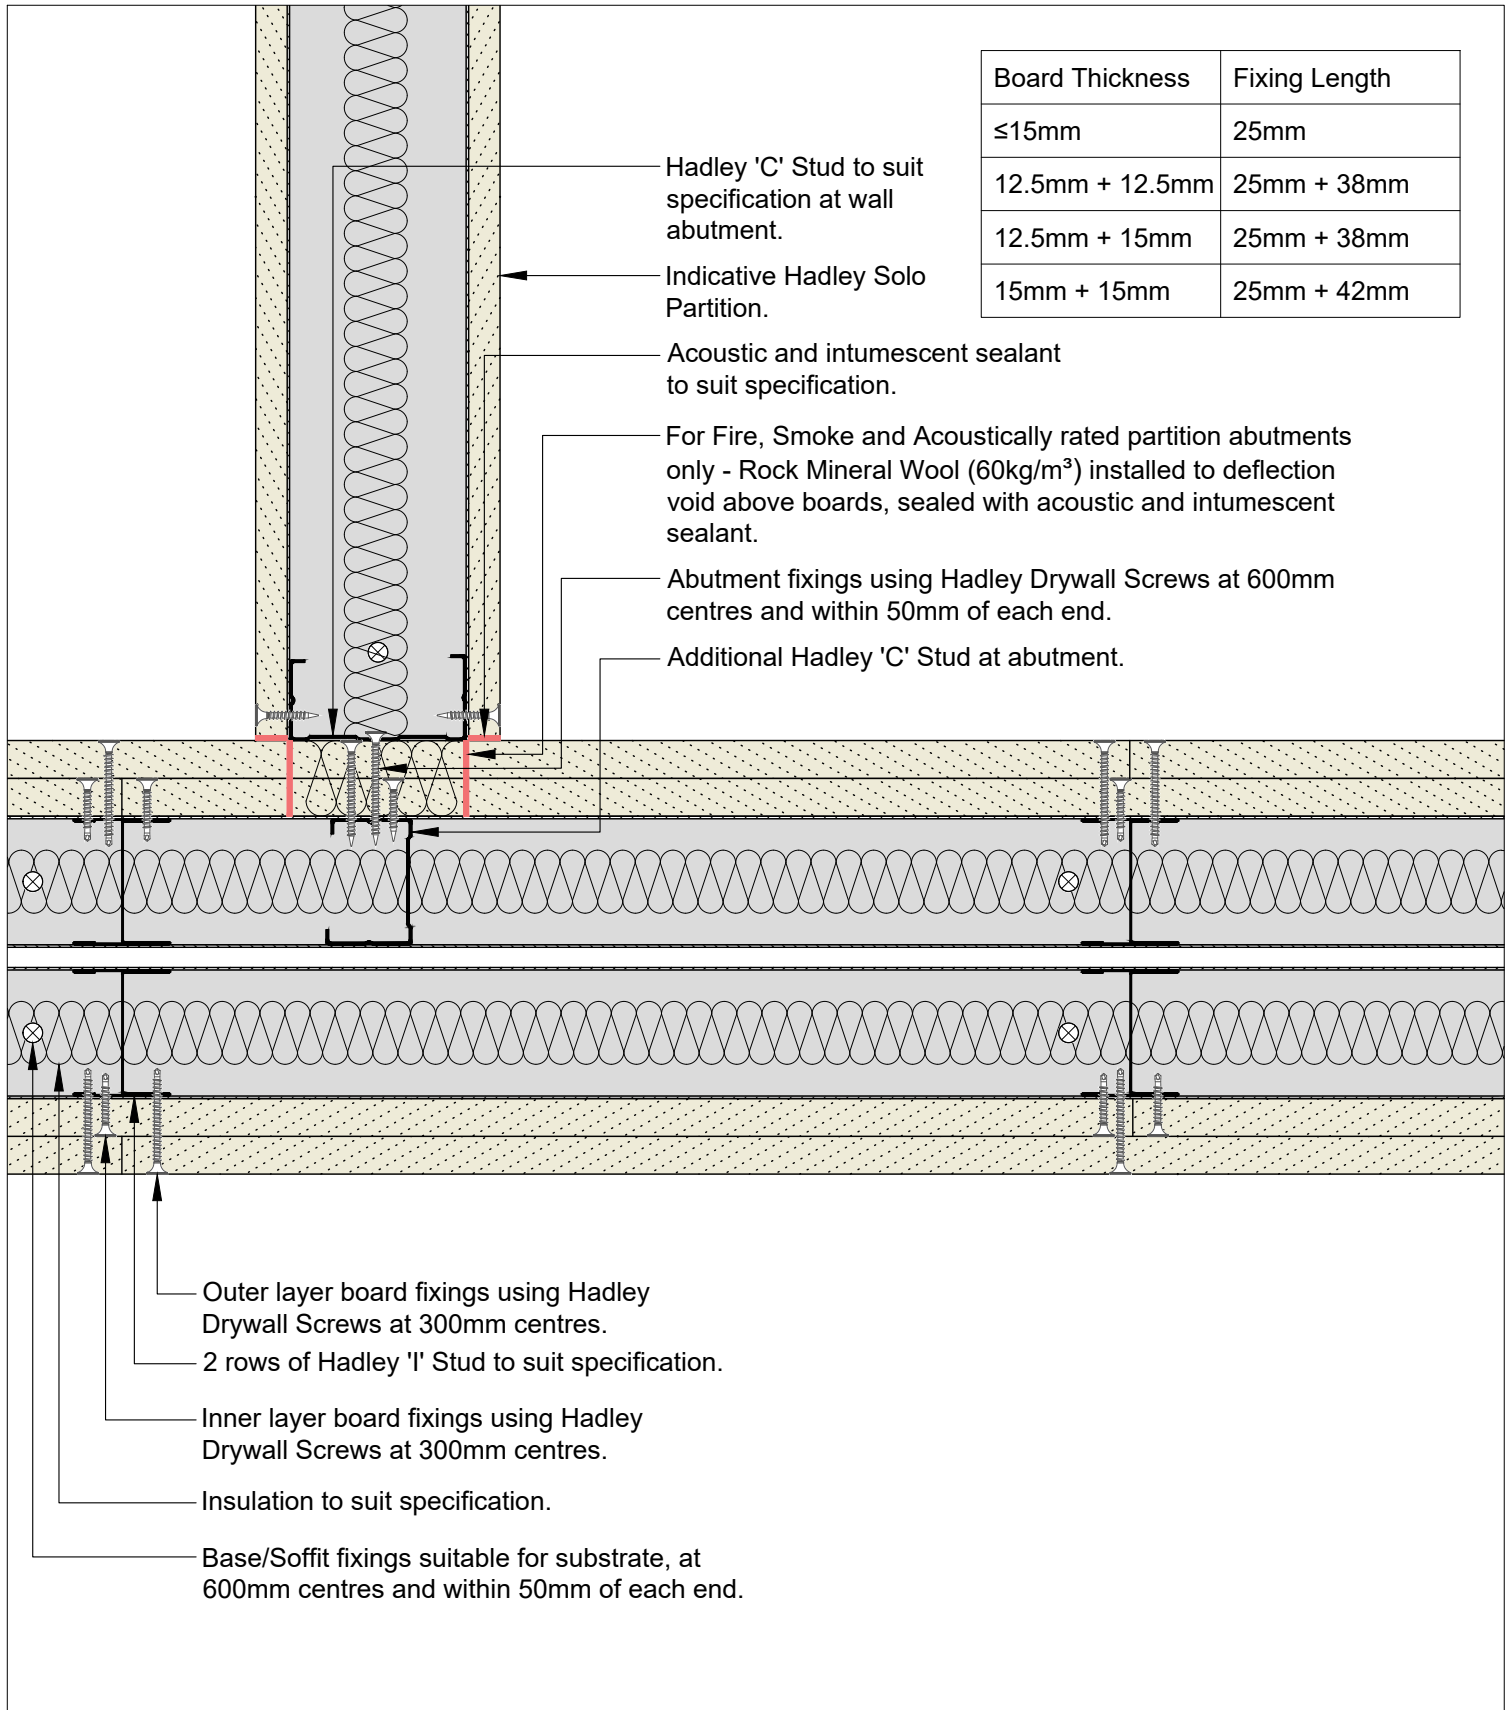 Board Thickness Fixing Length
≤15mm 25mm
12.5mm + 12.5mm 25mm + 38mm
12.5mm + 15mm 25mm + 38mm
15mm + 15mm 25mm + 42mm
Hadley 'C' Stud to suit
specification at wall
abutment.
Indicative Hadley Solo
Partition.
Acoustic and intumescent sealant
to suit specification.
For Fire, Smoke and Acoustically rated partition abutments
only - Rock Mineral Wool (60kg/m³) installed to deflection
void above boards, sealed with acoustic and intumescent
sealant.
Abutment fixings using Hadley Drywall Screws at 600mm
centres and within 50mm of each end.
Additional Hadley 'C' Stud at abutment.
Outer layer board fixings using Hadley
Drywall Screws at 300mm centres.
2 rows of Hadley 'I' Stud to suit specification.
Inner layer board fixings using Hadley
Drywall Screws at 300mm centres.
Insulation to suit specification.
Base/Soffit fixings suitable for substrate, at
600mm centres and within 50mm of each end.